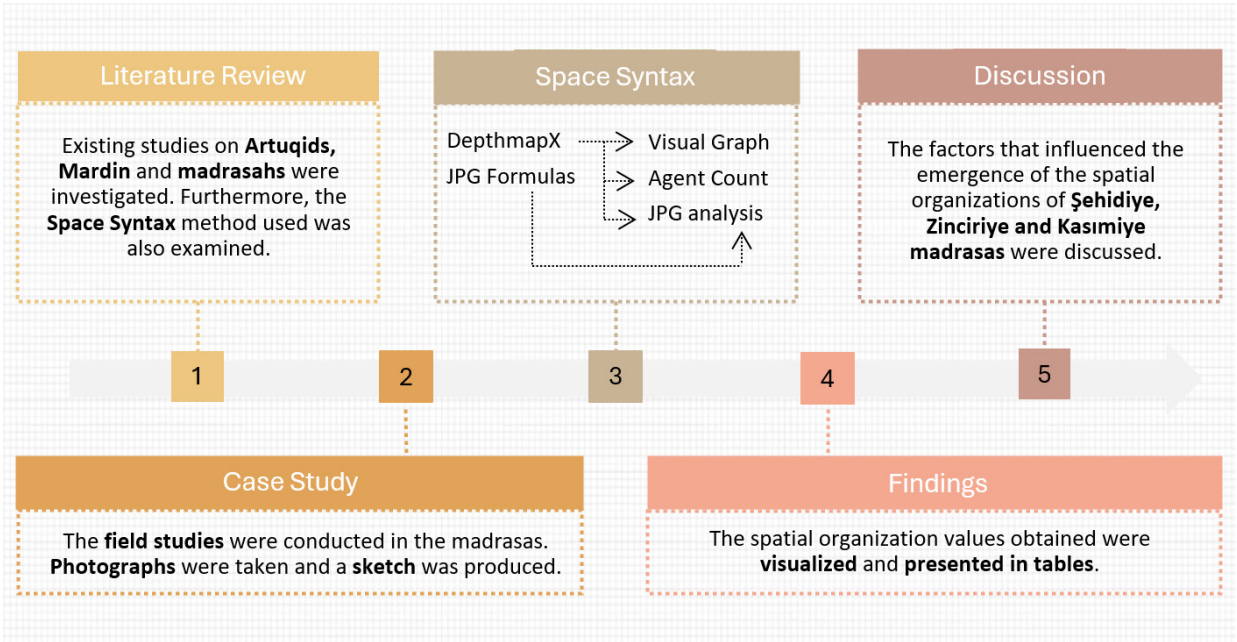 Literature Review
Existing studies on Artuqids,
Mardin and madrasahs were
investigated. Furthermore, the
Space Syntax method used was
also examined.
Space Syntax
DepthmapX
JPG Formulas
Visual Graph
Agent Count
JPG analysis
Discussion
The factors that influenced the
emergence of the spatial
organizations of Şehidiye,
Zinciriye and Kasımiye
madrasas were discussed.
1
2
3
4
5
Case Study
The field studies were conducted in the madrasas.
Photographs were taken and a sketch was produced.
Findings
The spatial organization values obtained were
visualized and presented in tables.